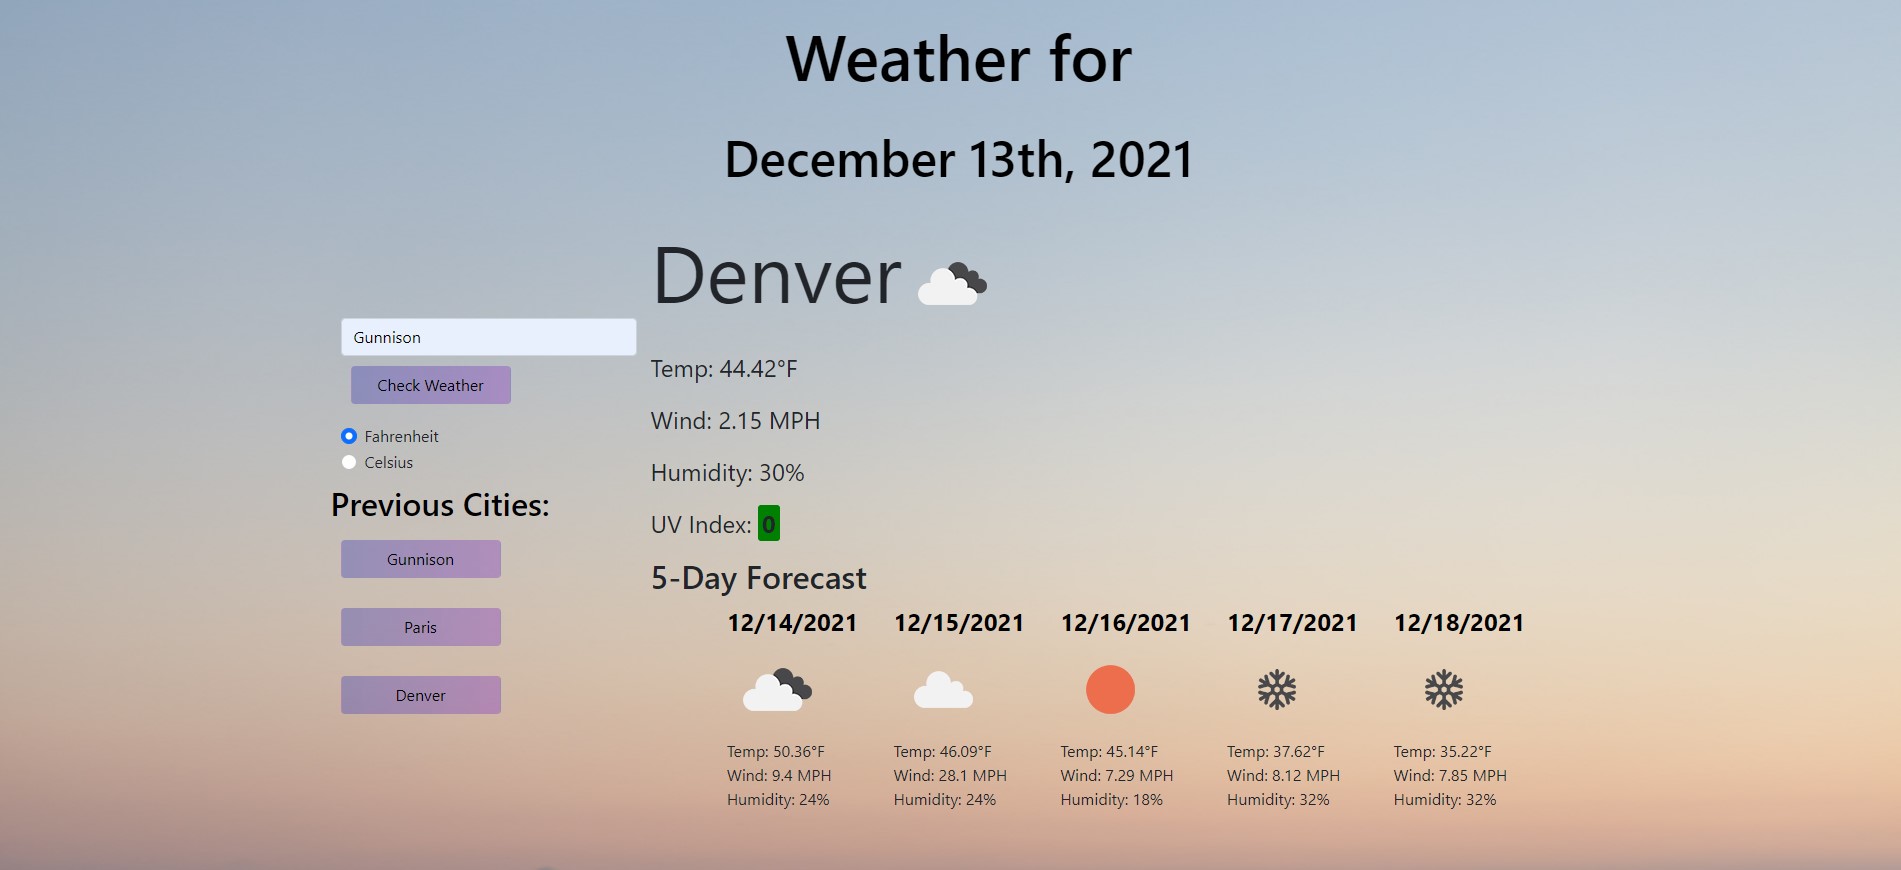 Weather for
December 13th, 2021
Gunnison
Check Weather
Fahrenheit
Celsius
Previous Cities:
Gunnison
Paris
Denver
Denver
Temp: 44.42°F
Wind: 2.15 MPH
Humidity: 30%
UV Index: 0
5-Day Forecast
12/14/2021
Temp: 50.36°F
Wind: 9.4 MPH
Humidity: 24%
12/15/2021
Temp: 46.09°F
Wind: 28.1 MPH
Humidity: 24%
12/16/2021
Temp: 45.14°F
Wind: 7.29 MPH
Humidity: 18%
12/17/2021
Temp: 37.62°F
Wind: 8.12 MPH
Humidity: 32%
12/18/2021
Temp: 35.22°F
Wind: 7.85 MPH
Humidity: 32%